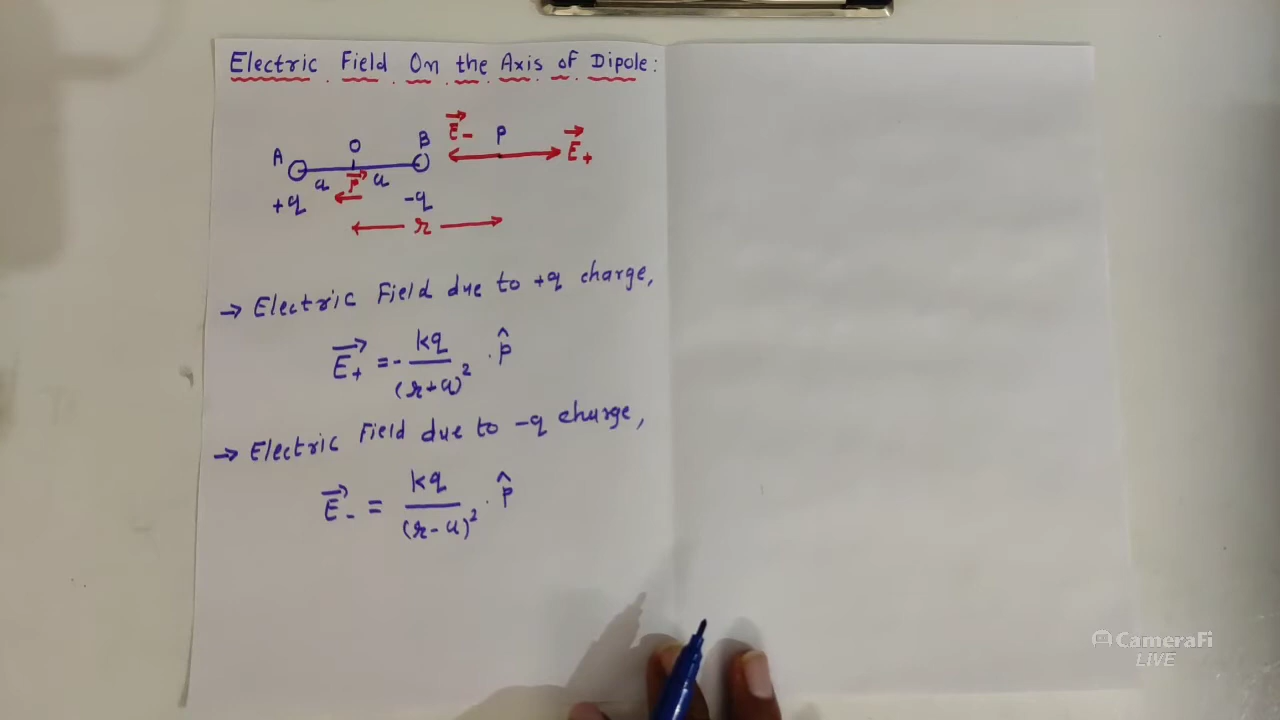 Electric Field On the Axis of Dipole:
A O B E⃗₋ P E⃗₊
a p⃗ a
+q -q
r
→ Electric Field due to +q charge,
E⃗₊ = - kq/(r+a)² · p̂
→ Electric Field due to -q charge,
E⃗₋ = kq/(r-a)² · p̂
CameraFi
LIVE